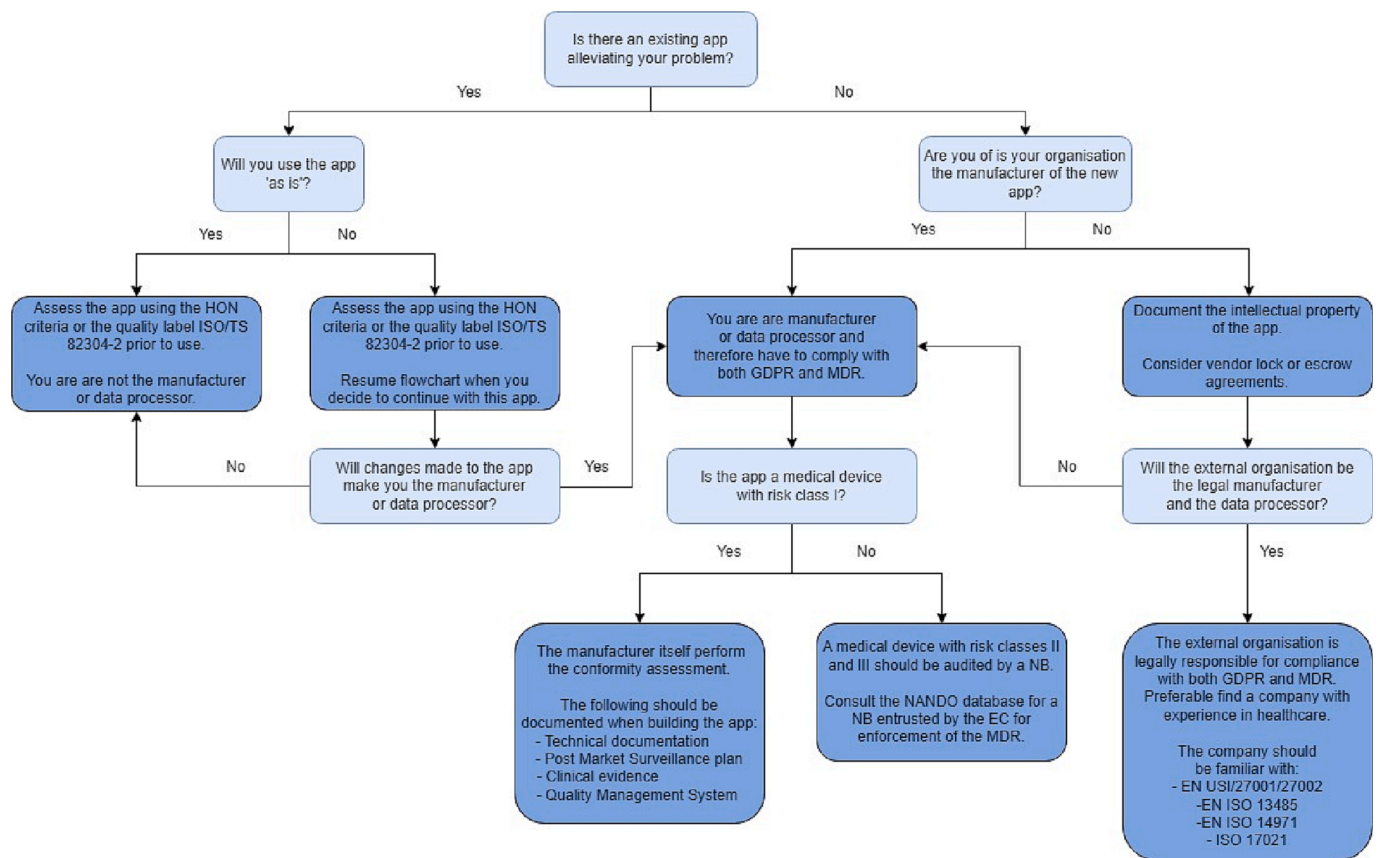 Is there an existing app
alleviating your problem?
Yes
No
Will you use the app
'as is'?
Are you of is your organisation
the manufacturer of the new
app?
Yes
No
Yes
No
Assess the app using the HON
criteria or the quality label ISO/TS
82304-2 prior to use.
You are are not the manufacturer
or data processor.
Assess the app using the HON
criteria or the quality label ISO/TS
82304-2 prior to use.
Resume flowchart when you
decide to continue with this app.
You are are manufacturer
or data processor and
therefore have to comply with
both GDPR and MDR.
Document the intellectual property
of the app.
Consider vendor lock or escrow
agreements.
No
Will changes made to the app
make you the manufacturer
or data processor?
Yes
Is the app a medical device
with risk class I?
No
Will the external organisation be
the legal manufacturer
and the data processor?
Yes
No
Yes
The manufacturer itself perform
the conformity assessment.
The following should be
documented when building the app:
- Technical documentation
- Post Market Surveillance plan
- Clinical evidence
- Quality Management System
A medical device with risk classes II
and III should be audited by a NB.
Consult the NANDO database for a
NB entrusted by the EC for
enforcement of the MDR.
The external organisation is
legally responsible for compliance
with both GDPR and MDR.
Preferable find a company with
experience in healthcare.
The company should
be familiar with:
- EN USI/27001/27002
-EN ISO 13485
-EN ISO 14971
- ISO 17021